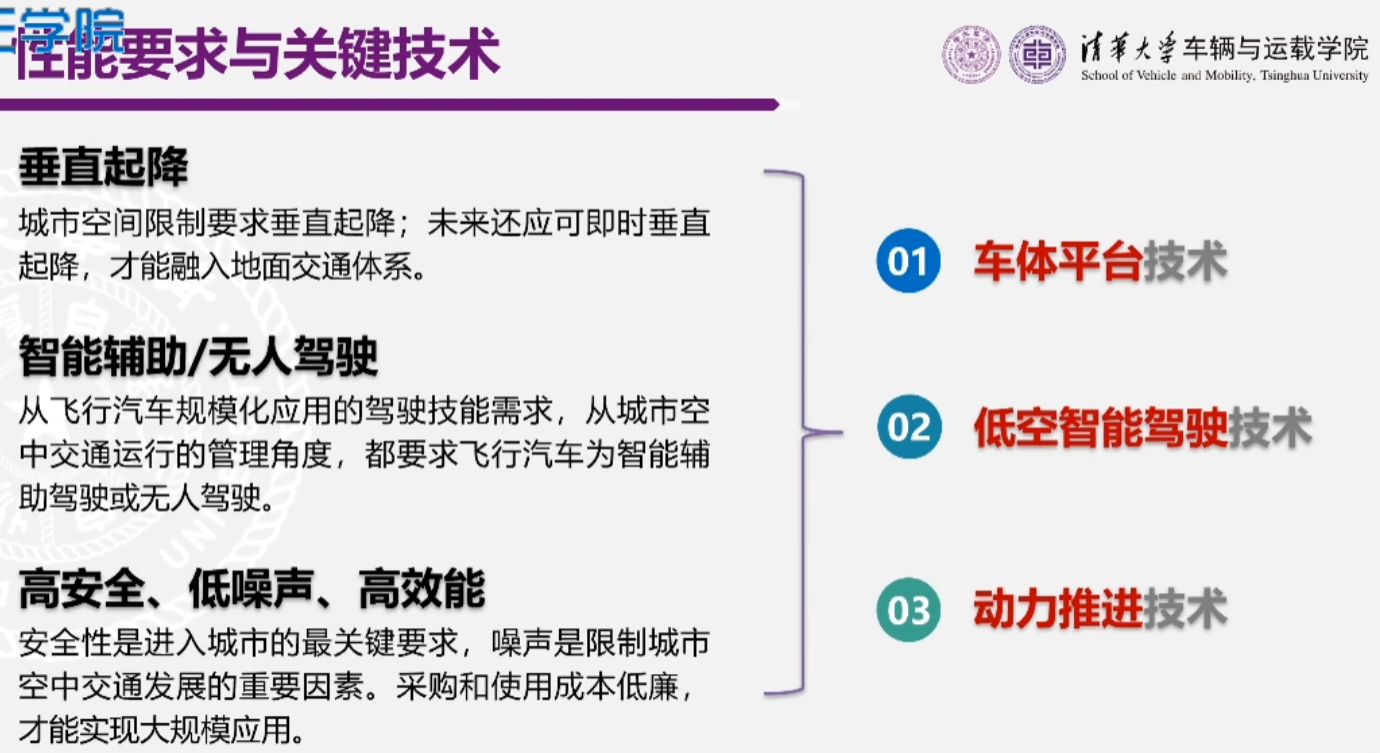 学院
性能要求与关键技术
清华大学车辆与运载学院
School of Vehicle and Mobility, Tsinghua University
垂直起降
城市空间限制要求垂直起降；未来还应可即时垂直
起降，才能融入地面交通体系。
智能辅助/无人驾驶
从飞行汽车规模化应用的驾驶技能需求，从城市空
中交通运行的管理角度，都要求飞行汽车为智能辅
助驾驶或无人驾驶。
高安全、低噪声、高效能
安全性是进入城市的最关键要求，噪声是限制城市
空中交通发展的重要因素。采购和使用成本低廉，
才能实现大规模应用。
01 车体平台技术
02 低空智能驾驶技术
03 动力推进技术